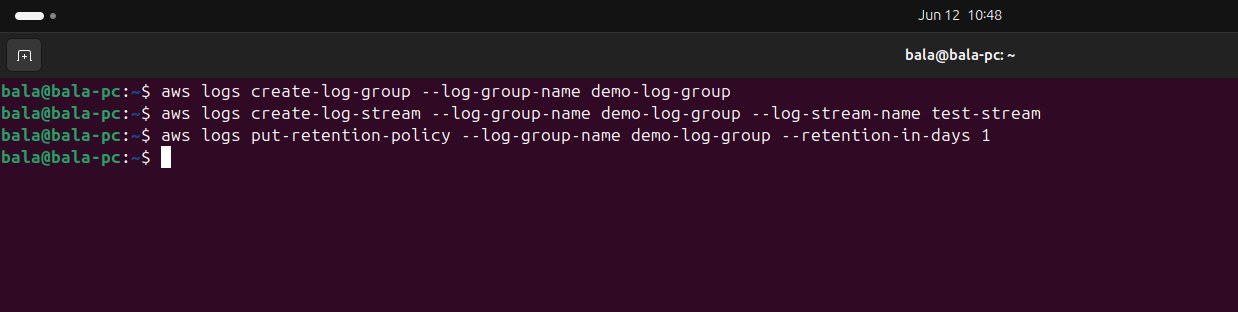 Jun 12 10:48
bala@bala-pc: ~
bala@bala-pc:~$ aws logs create-log-group --log-group-name demo-log-group
bala@bala-pc:~$ aws logs create-log-stream --log-group-name demo-log-group --log-stream-name test-stream
bala@bala-pc:~$ aws logs put-retention-policy --log-group-name demo-log-group --retention-in-days 1
bala@bala-pc:~$